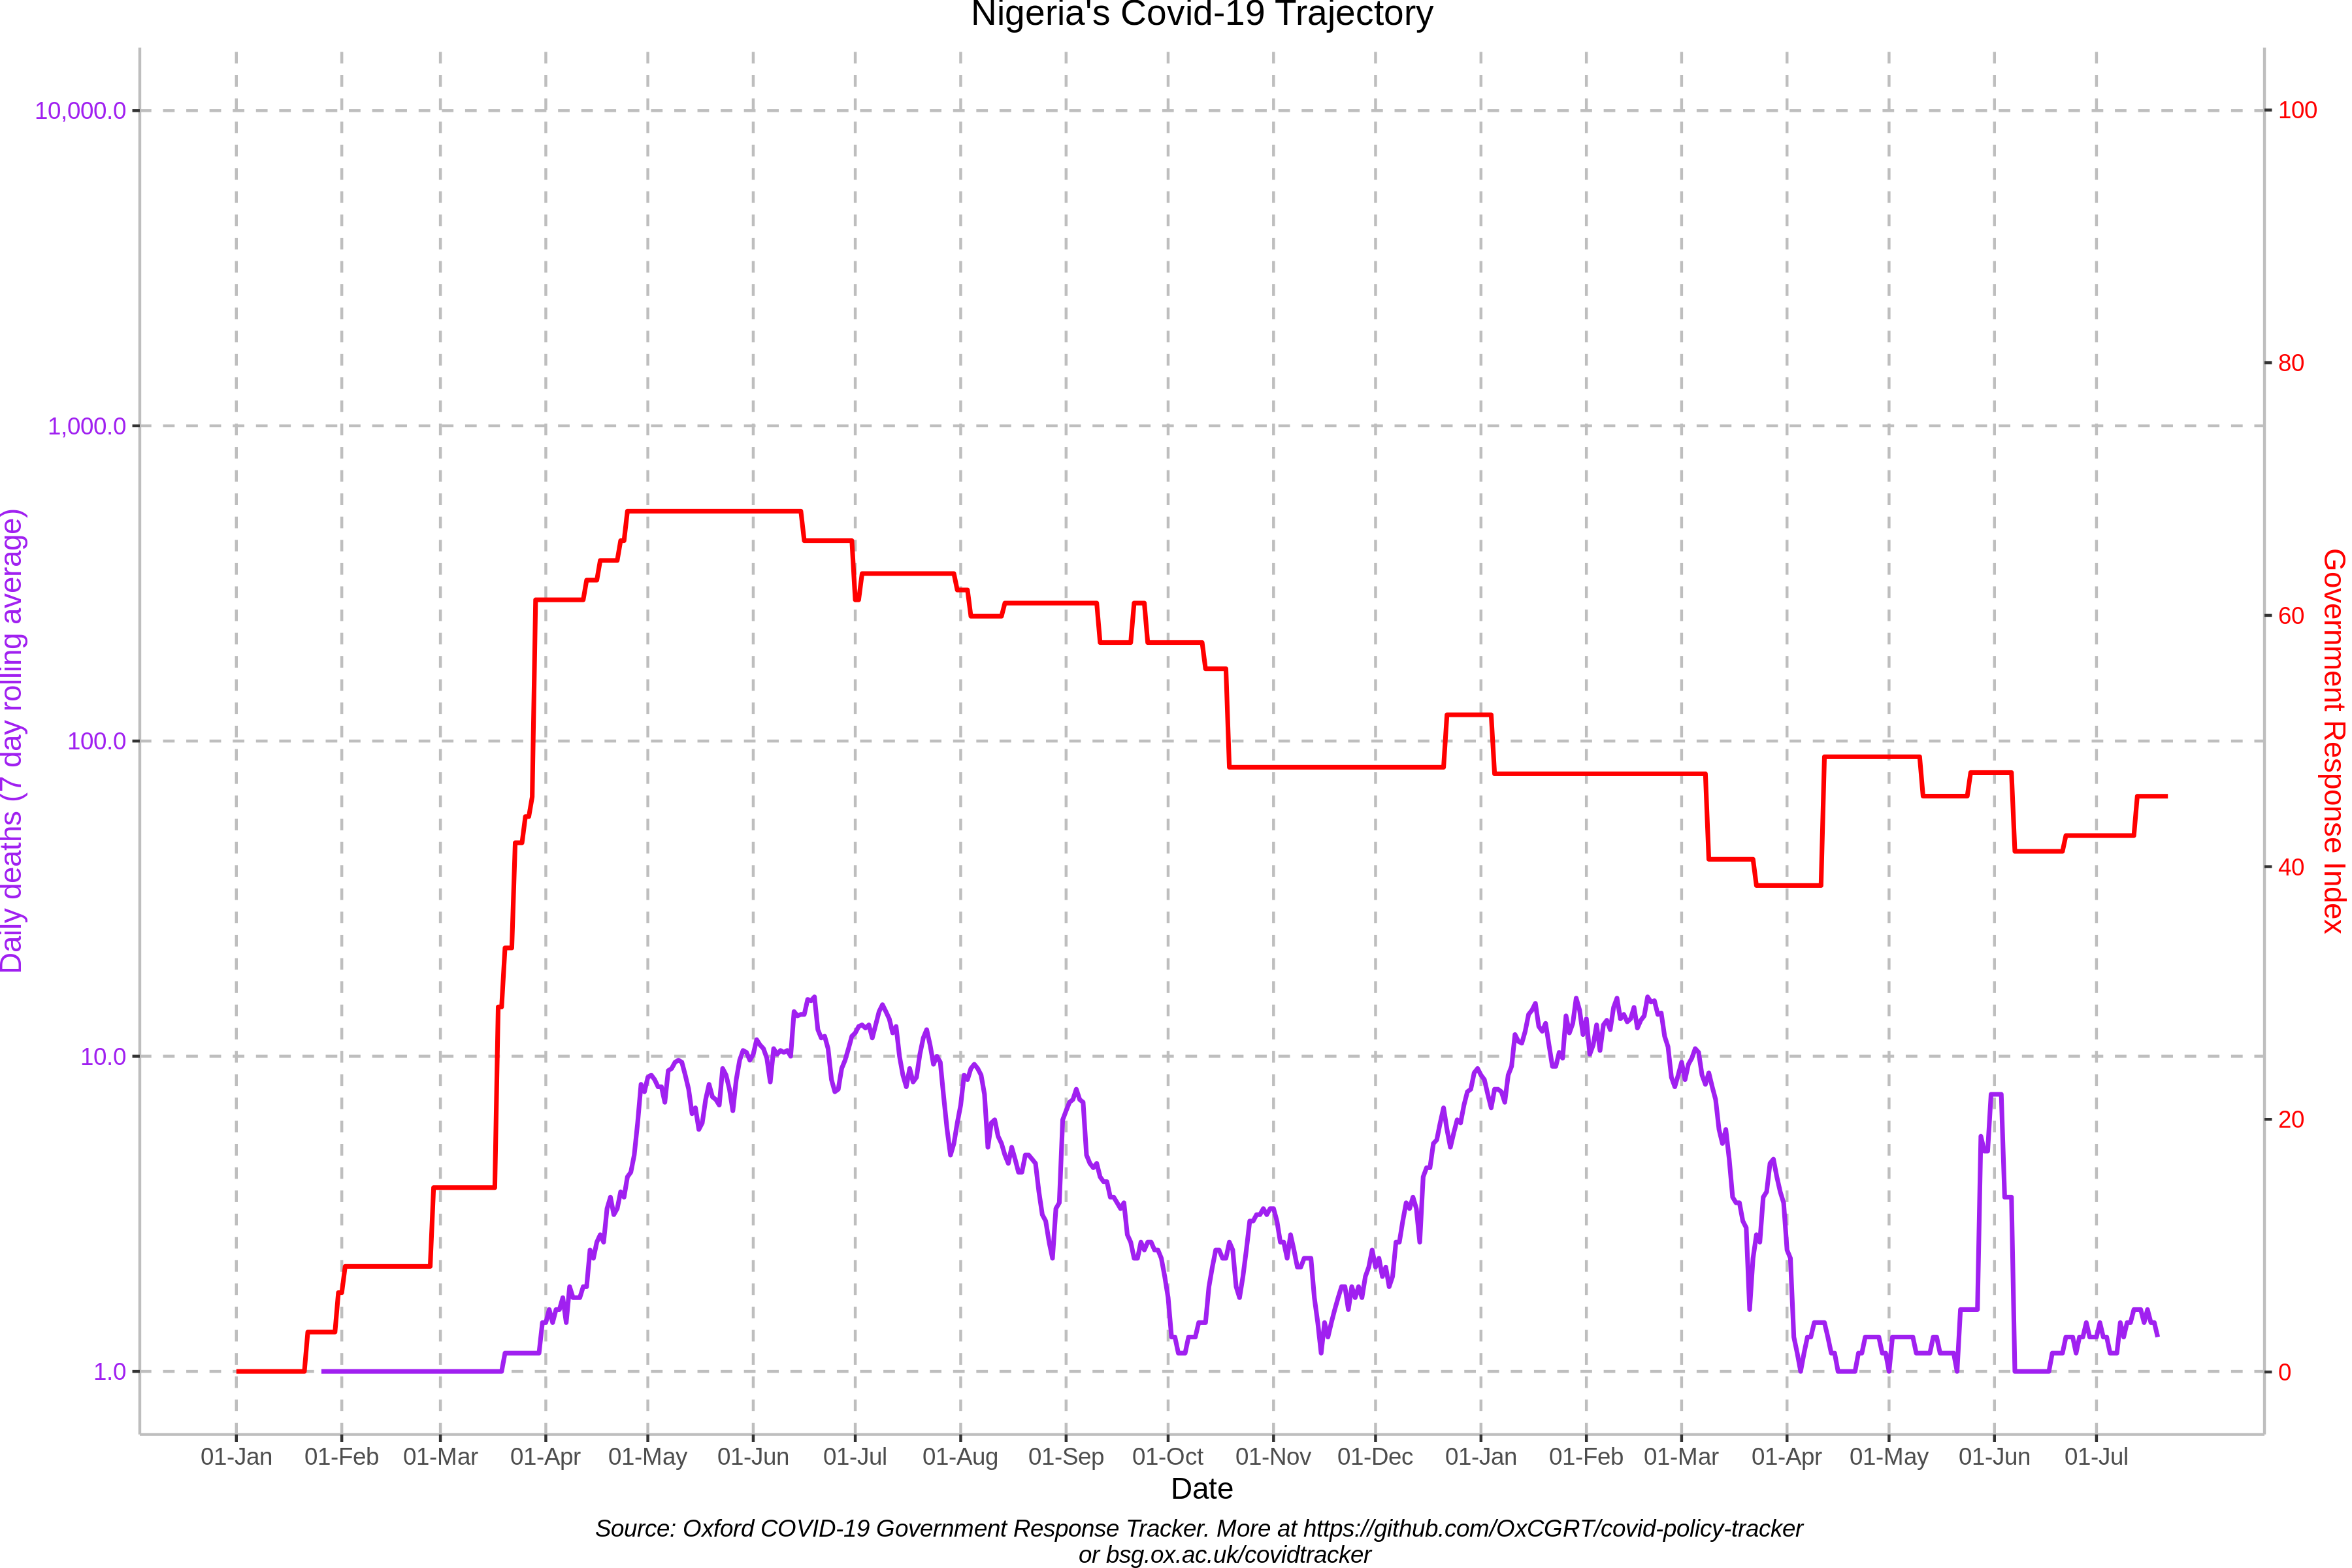 Nigeria's Covid-19 Trajectory
10,000.0
1,000.0
100.0
10.0
1.0
Daily deaths (7 day rolling average)
100
80
60
40
20
0
Government Response Index
01-Jan 01-Feb 01-Mar 01-Apr 01-May 01-Jun 01-Jul 01-Aug 01-Sep 01-Oct 01-Nov 01-Dec 01-Jan 01-Feb 01-Mar 01-Apr 01-May 01-Jun 01-Jul
Date
Source: Oxford COVID-19 Government Response Tracker. More at https://github.com/OxCGRT/covid-policy-tracker
or bsg.ox.ac.uk/covidtracker